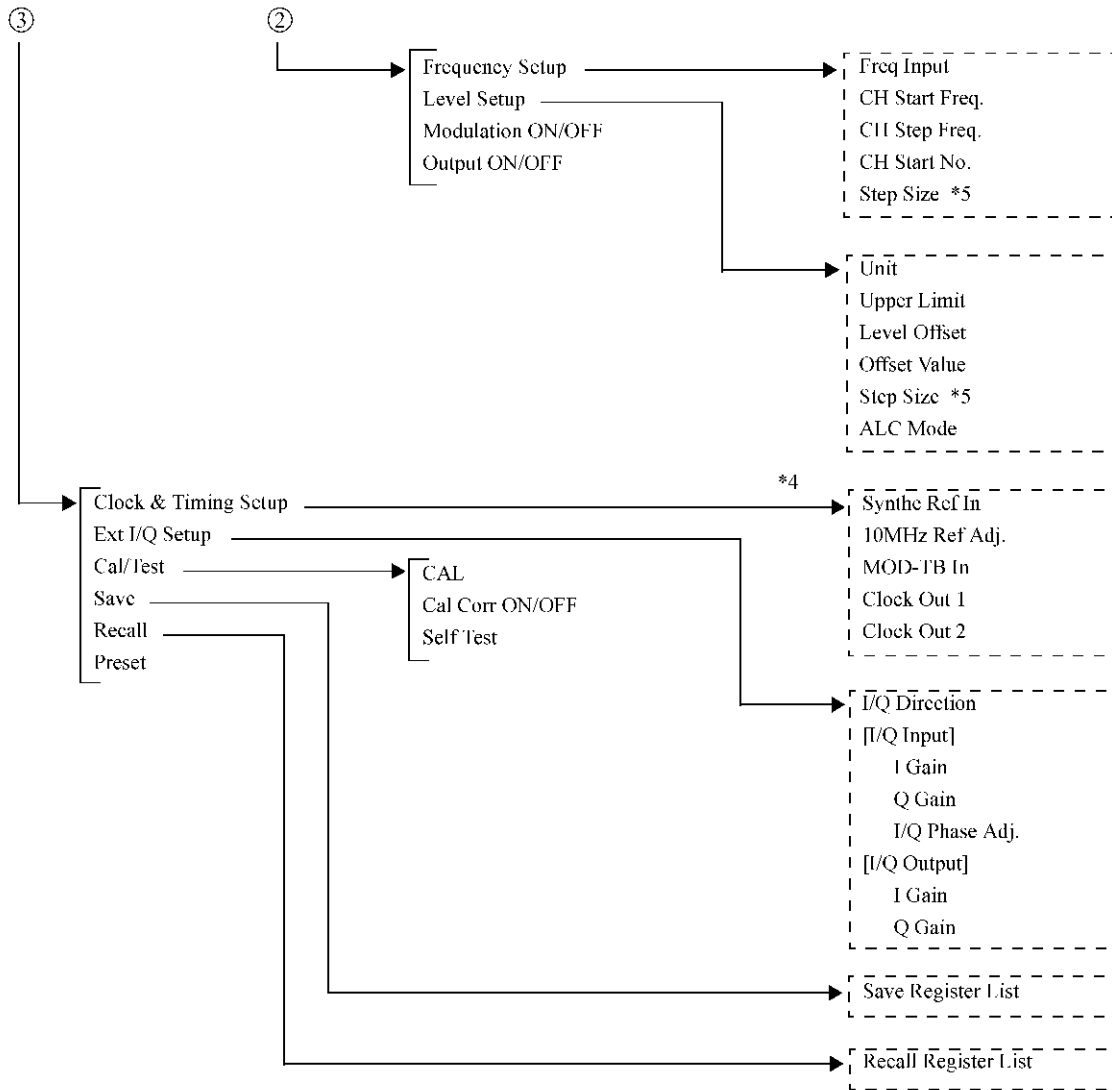 ③
②
Frequency Setup
Level Setup
Modulation ON/OFF
Output ON/OFF
Freq Input
CH Start Freq.
CH Step Freq.
CH Start No.
Step Size *5
Unit
Upper Limit
Level Offset
Offset Value
Step Size *5
ALC Mode
Clock & Timing Setup
Ext I/Q Setup
Cal/Test
Save
Recall
Preset
CAL
Cal Corr ON/OFF
Self Test
*4
Synthe Ref In
10MHz Ref Adj.
MOD-TB In
Clock Out 1
Clock Out 2
I/Q Direction
[I/Q Input]
I Gain
Q Gain
I/Q Phase Adj.
[I/Q Output]
I Gain
Q Gain
Save Register List
Recall Register List